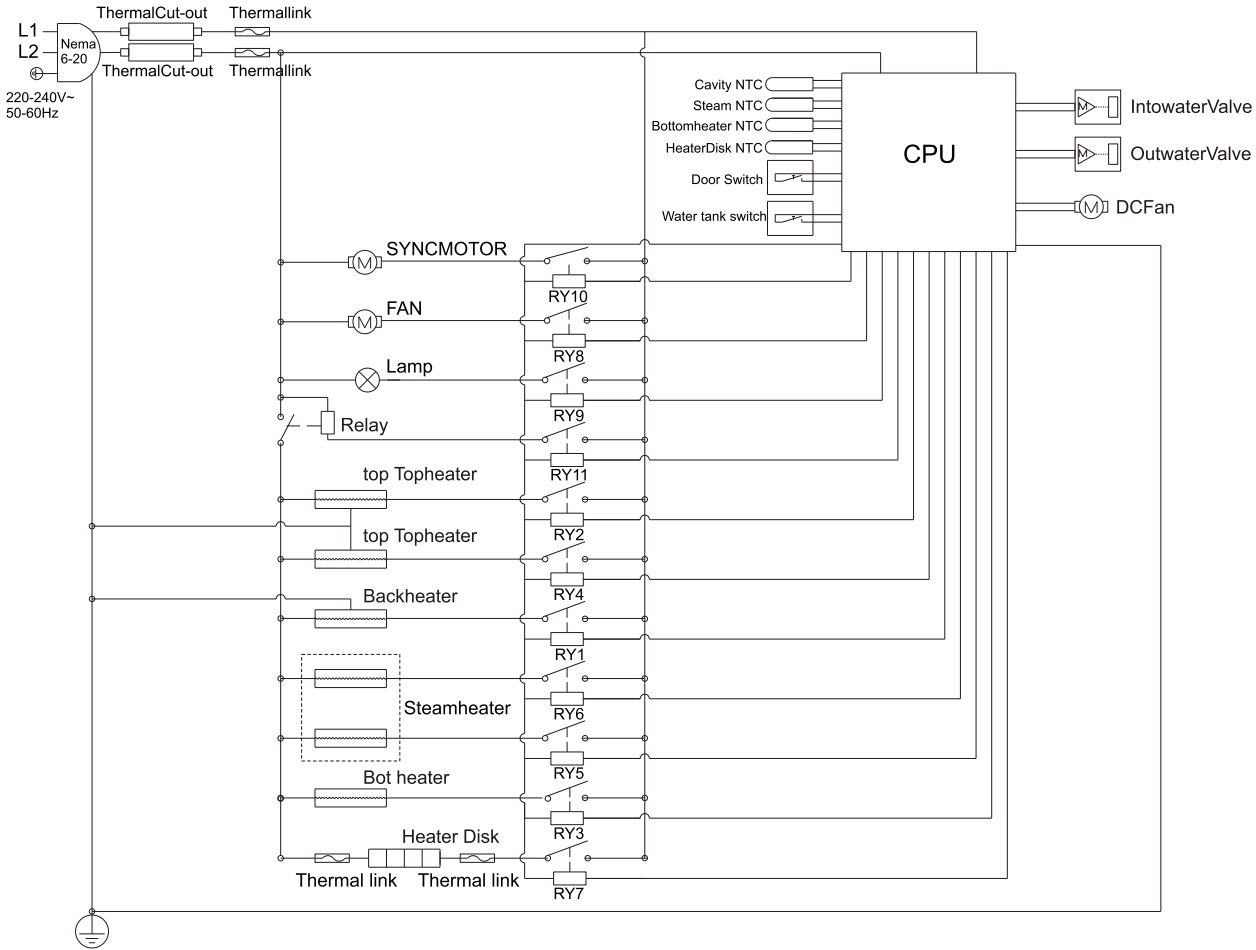 ThermalCut-out
Thermallink
L1
L2
Nema
6-20
ThermalCut-out
Thermallink
220-240V~
50-60Hz
Cavity NTC
Steam NTC
Bottomheater NTC
HeaterDisk NTC
Door Switch
Water tank switch
CPU
M
IntowaterValve
M
OutwaterValve
M
DCFan
SYNCMOTOR
M
RY10
FAN
M
RY8
Lamp
RY9
Relay
RY11
top Topheater
RY2
top Topheater
RY4
Backheater
RY1
RY6
Steamheater
RY5
Bot heater
RY3
Heater Disk
Thermal link
Thermal link
RY7